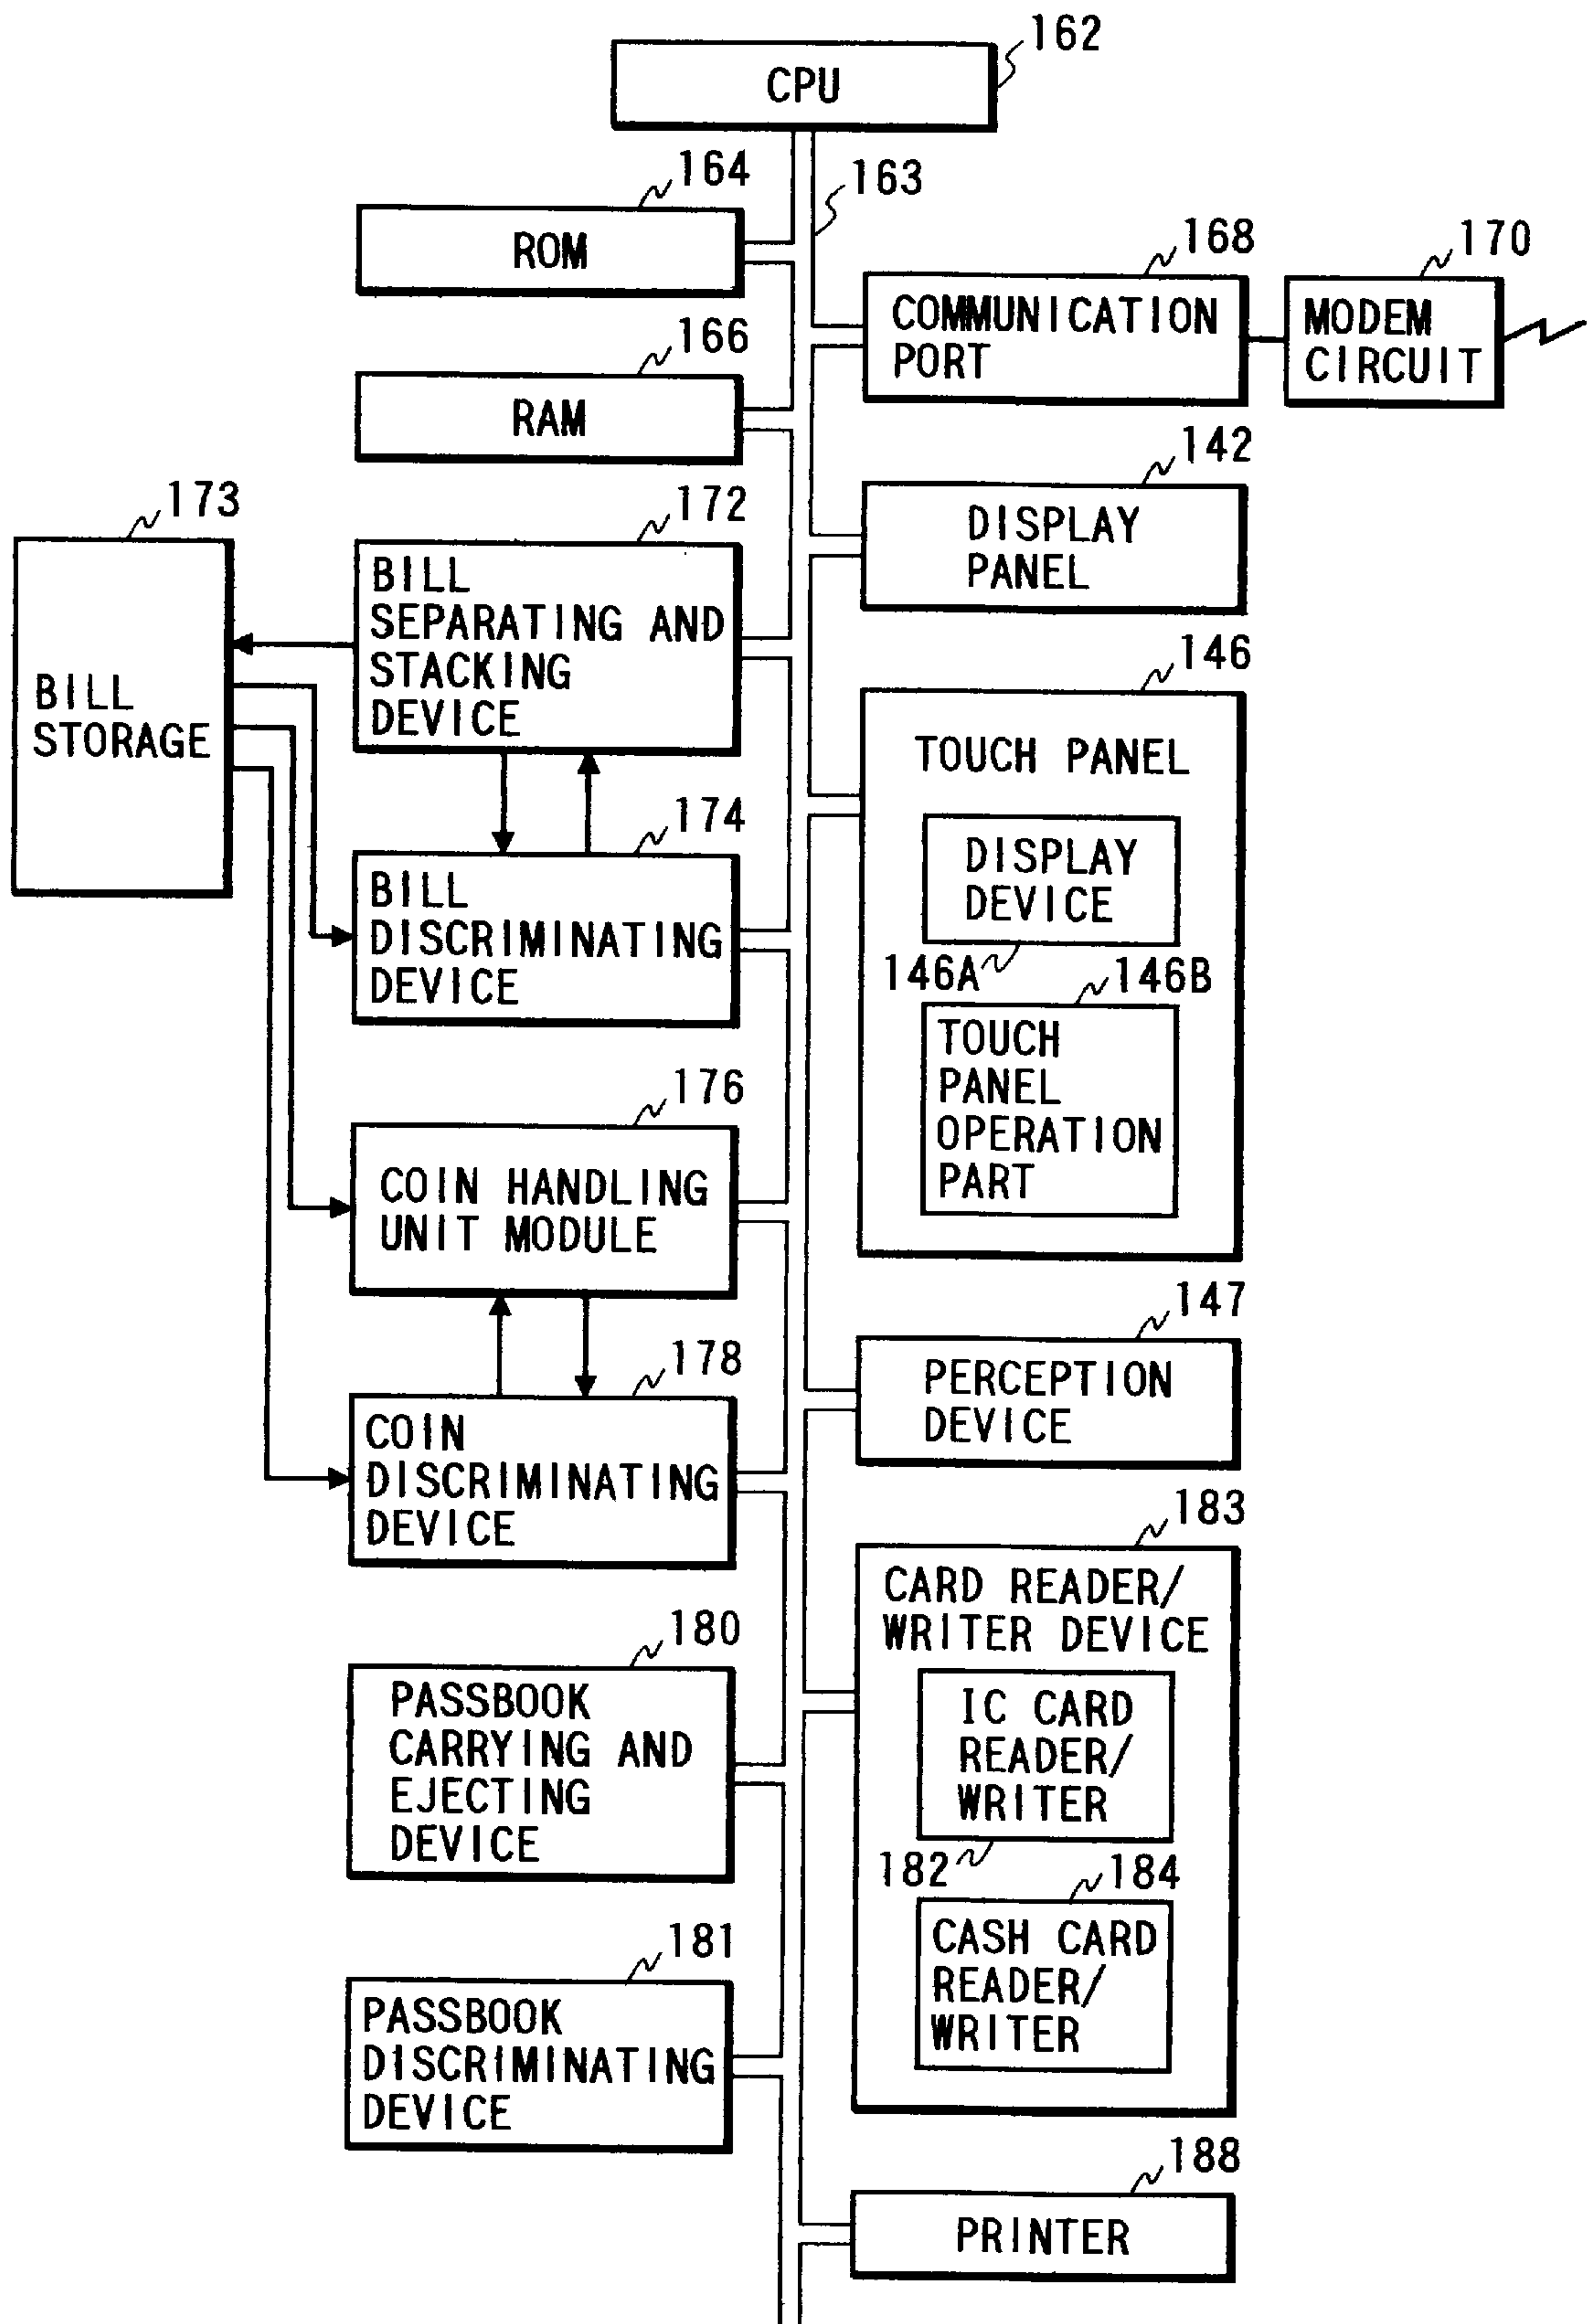 162
CPU
164
163
ROM
168
170
COMMUNICATION
PORT
MODEM
CIRCUIT
166
RAM
142
DISPLAY
PANEL
173
BILL
STORAGE
172
BILL
SEPARATING AND
STACKING
DEVICE
146
TOUCH PANEL
DISPLAY
DEVICE
146A
146B
TOUCH
PANEL
OPERATION
PART
174
BILL
DISCRIMINATING
DEVICE
176
COIN HANDLING
UNIT MODULE
147
PERCEPTION
DEVICE
178
COIN
DISCRIMINATING
DEVICE
183
CARD READER/
WRITER DEVICE
IC CARD
READER/
WRITER
182
184
CASH CARD
READER/
WRITER
180
PASSBOOK
CARRYING AND
EJECTING
DEVICE
181
PASSBOOK
DISCRIMINATING
DEVICE
188
PRINTER